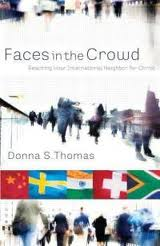 Faces in the Crowd
Reaching Your International Neighbor for Christ
Donna S. Thomas